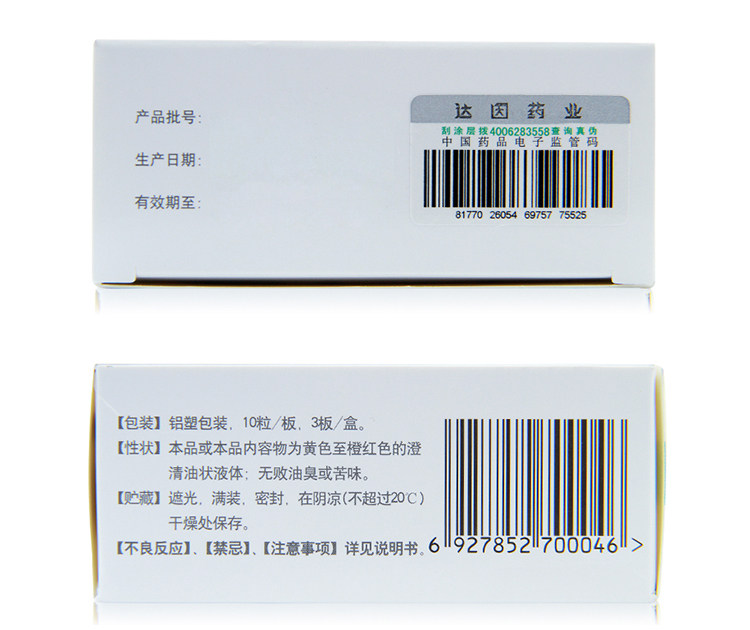 产品批号：
生产日期：
有效期至：
达因药业
刮涂层拨4006283558查询真伪
中国药品电子监管码
81770 26054 69757 75525
【包装】铝塑包装，10粒/板，3板/盒。
【性状】本品或本品内容物为黄色至橙红色的澄
清油状液体；无败油臭或苦味。
【贮藏】遮光，满装，密封，在阴凉(不超过20℃)
干燥处保存。
【不良反应】、【禁忌】、【注意事项】详见说明书。
6 927852 700046 >